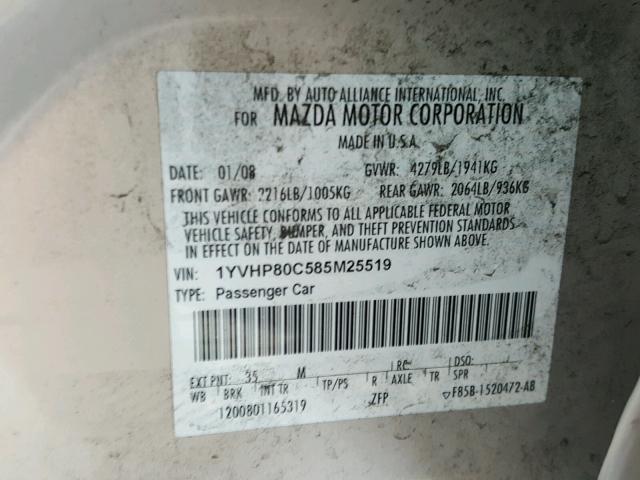 MFD. BY AUTO ALLIANCE INTERNATIONAL, INC.
FOR MAZDA MOTOR CORPORATION
MADE IN U.S.A
DATE: 01/08 GVWR: 4279LB/1941KG
FRONT GAWR: 2216LB/1005KG REAR GAWR: 2064LB/936KG
THIS VEHICLE CONFORMS TO ALL APPLICABLE FEDERAL MOTOR
VEHICLE SAFETY, BUMPER, AND THEFT PREVENTION STANDARDS
IN EFFECT ON THE DATE OF MANUFACTURE SHOWN ABOVE.
VIN: 1YVHP80C585M25519
TYPE: Passenger Car
EXT PNT: 35 M RC: DSO:
WB BRK INT TR TP/PS R AXLE TR SPR
1200801165319 ZFP F85B-1520472-AB